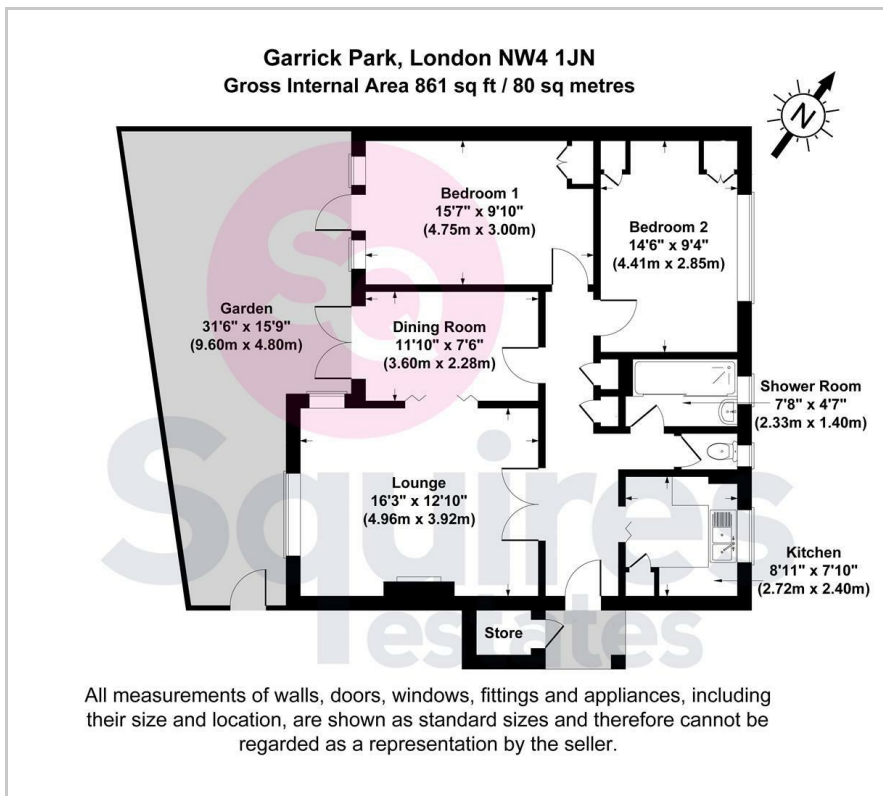 Garrick Park, London NW4 1JN
Gross Internal Area 861 sq ft / 80 sq metres
N
Bedroom 1
15'7" x 9'10"
(4.75m x 3.00m)
Bedroom 2
14'6" x 9'4"
(4.41m x 2.85m)
Garden
31'6" x 15'9"
(9.60m x 4.80m)
Dining Room
11'10" x 7'6"
(3.60m x 2.28m)
Shower Room
7'8" x 4'7"
(2.33m x 1.40m)
Lounge
16'3" x 12'10"
(4.96m x 3.92m)
Kitchen
8'11" x 7'10"
(2.72m x 2.40m)
Store
SQ
Squires
estates
All measurements of walls, doors, windows, fittings and appliances, including
their size and location, are shown as standard sizes and therefore cannot be
regarded as a representation by the seller.